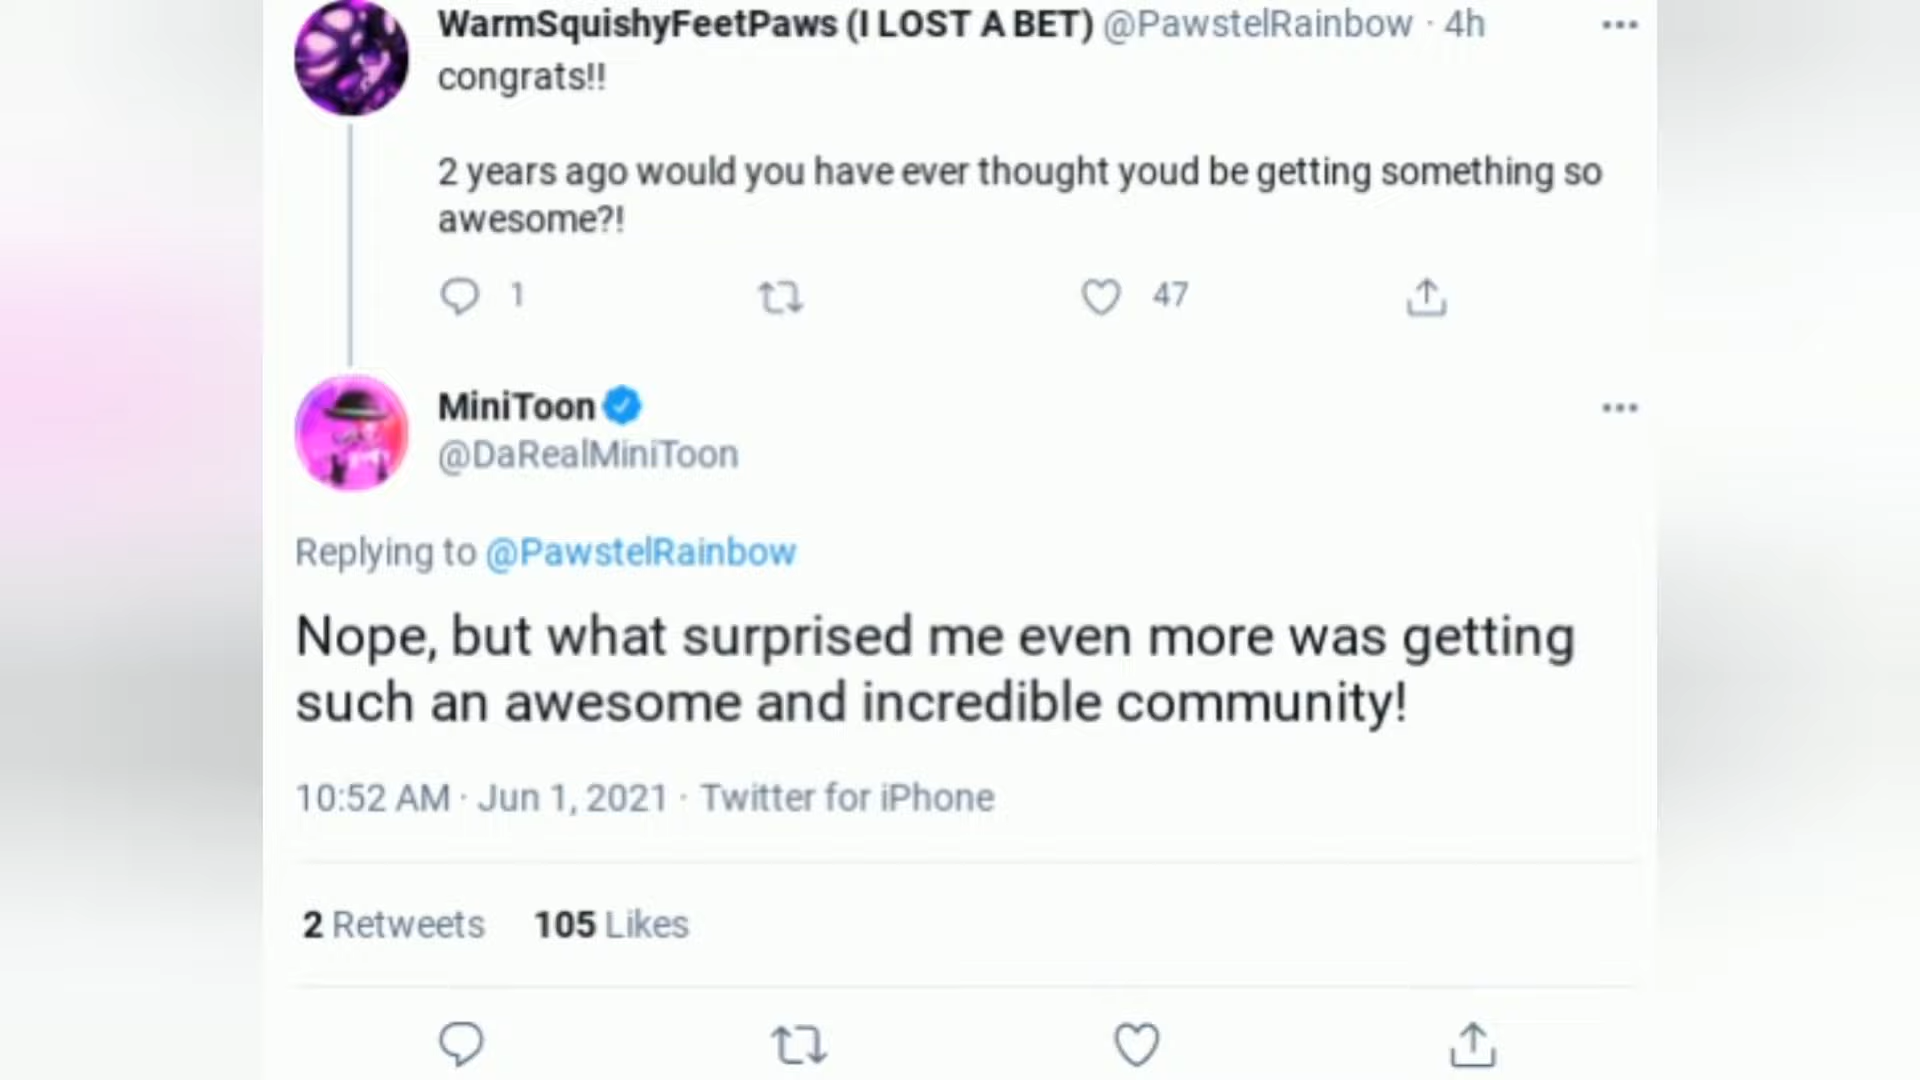 WarmSquishyFeetPaws (I LOST A BET) @PawstelRainbow · 4h
congrats!!
2 years ago would you have ever thought youd be getting something so
awesome?!
1 47
MiniToon
@DaRealMiniToon
Replying to @PawstelRainbow
Nope, but what surprised me even more was getting
such an awesome and incredible community!
10:52 AM · Jun 1, 2021 · Twitter for iPhone
2 Retweets 105 Likes